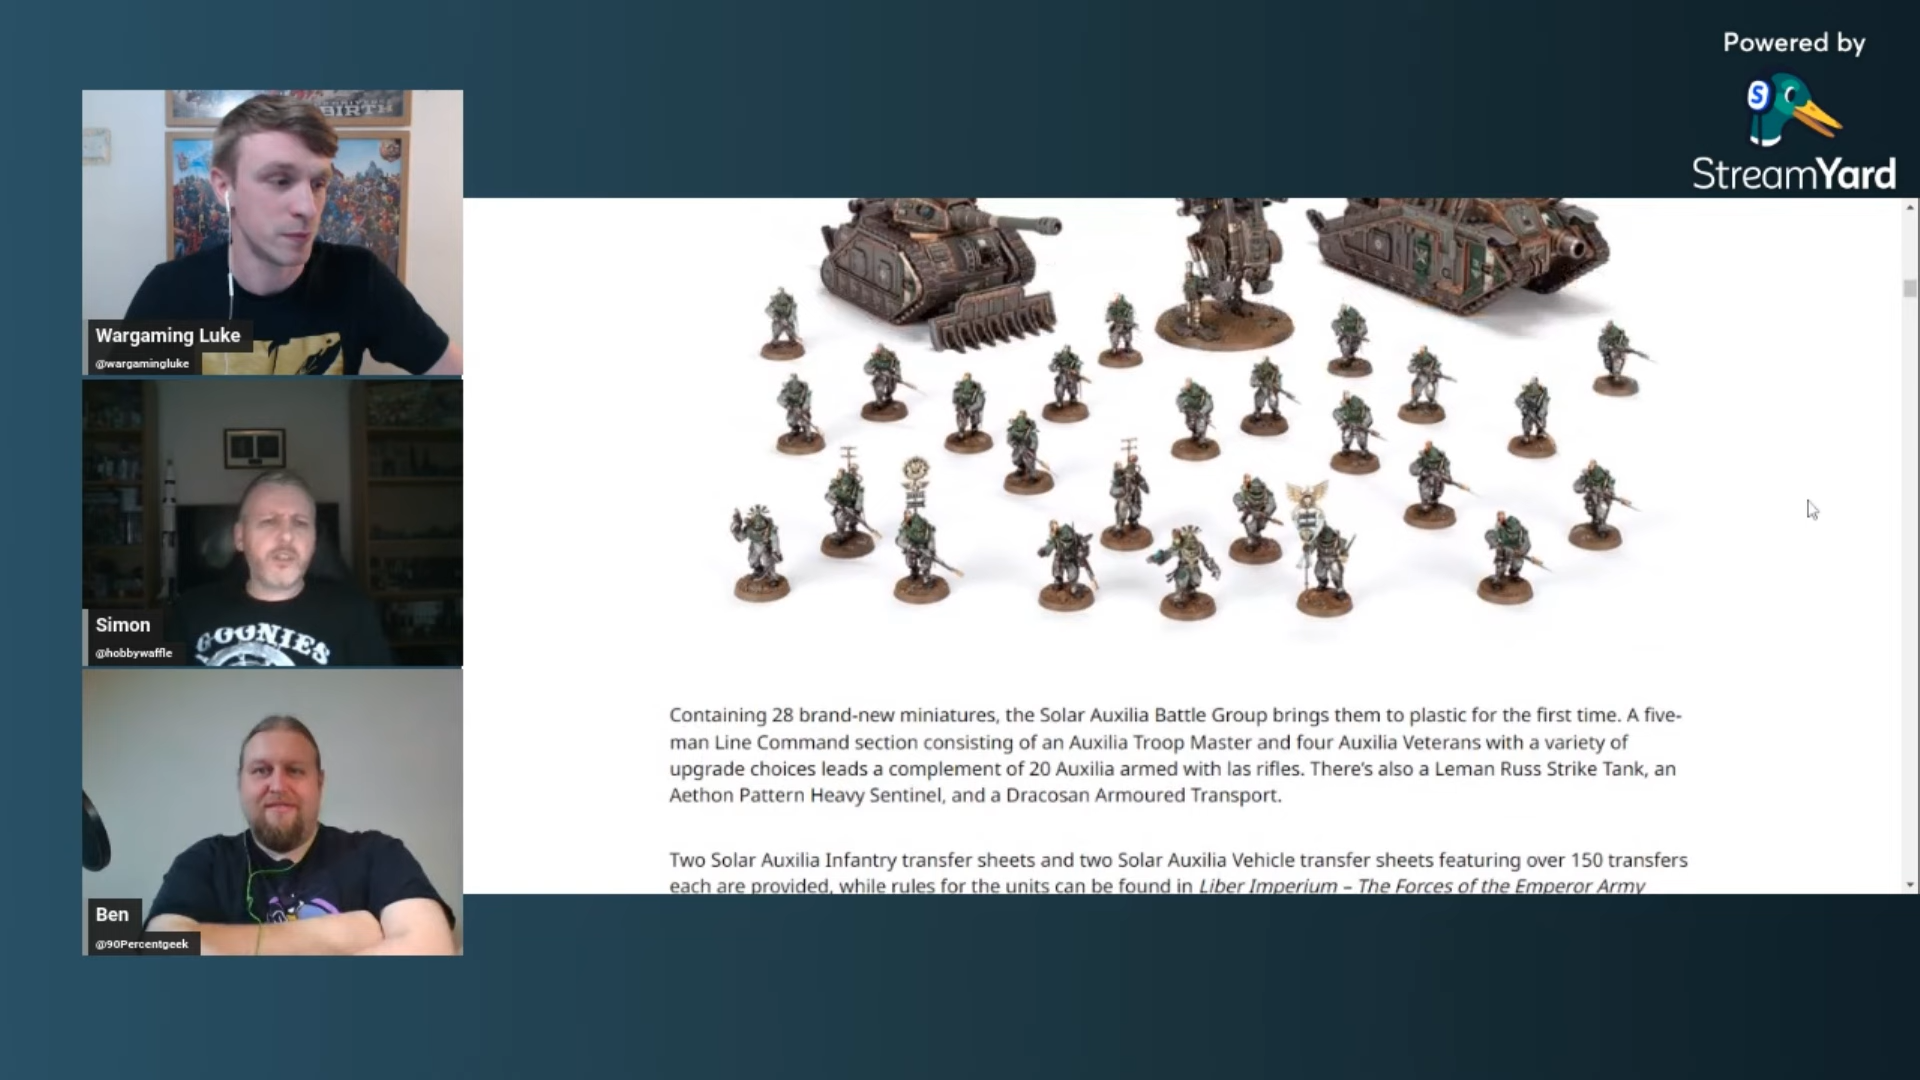 Powered by
S
StreamYard
BIRTH
Wargaming Luke
@wargamingluke
GOONIES
Simon
@hobbywaffle
Ben
@90Percentgeek
Containing 28 brand-new miniatures, the Solar Auxilia Battle Group brings them to plastic for the first time. A five-
man Line Command section consisting of an Auxilia Troop Master and four Auxilia Veterans with a variety of
upgrade choices leads a complement of 20 Auxilia armed with las rifles. There's also a Leman Russ Strike Tank, an
Aethon Pattern Heavy Sentinel, and a Dracosan Armoured Transport.
Two Solar Auxilia Infantry transfer sheets and two Solar Auxilia Vehicle transfer sheets featuring over 150 transfers
each are provided, while rules for the units can be found in Liber Imperium – The Forces of the Emperor Army